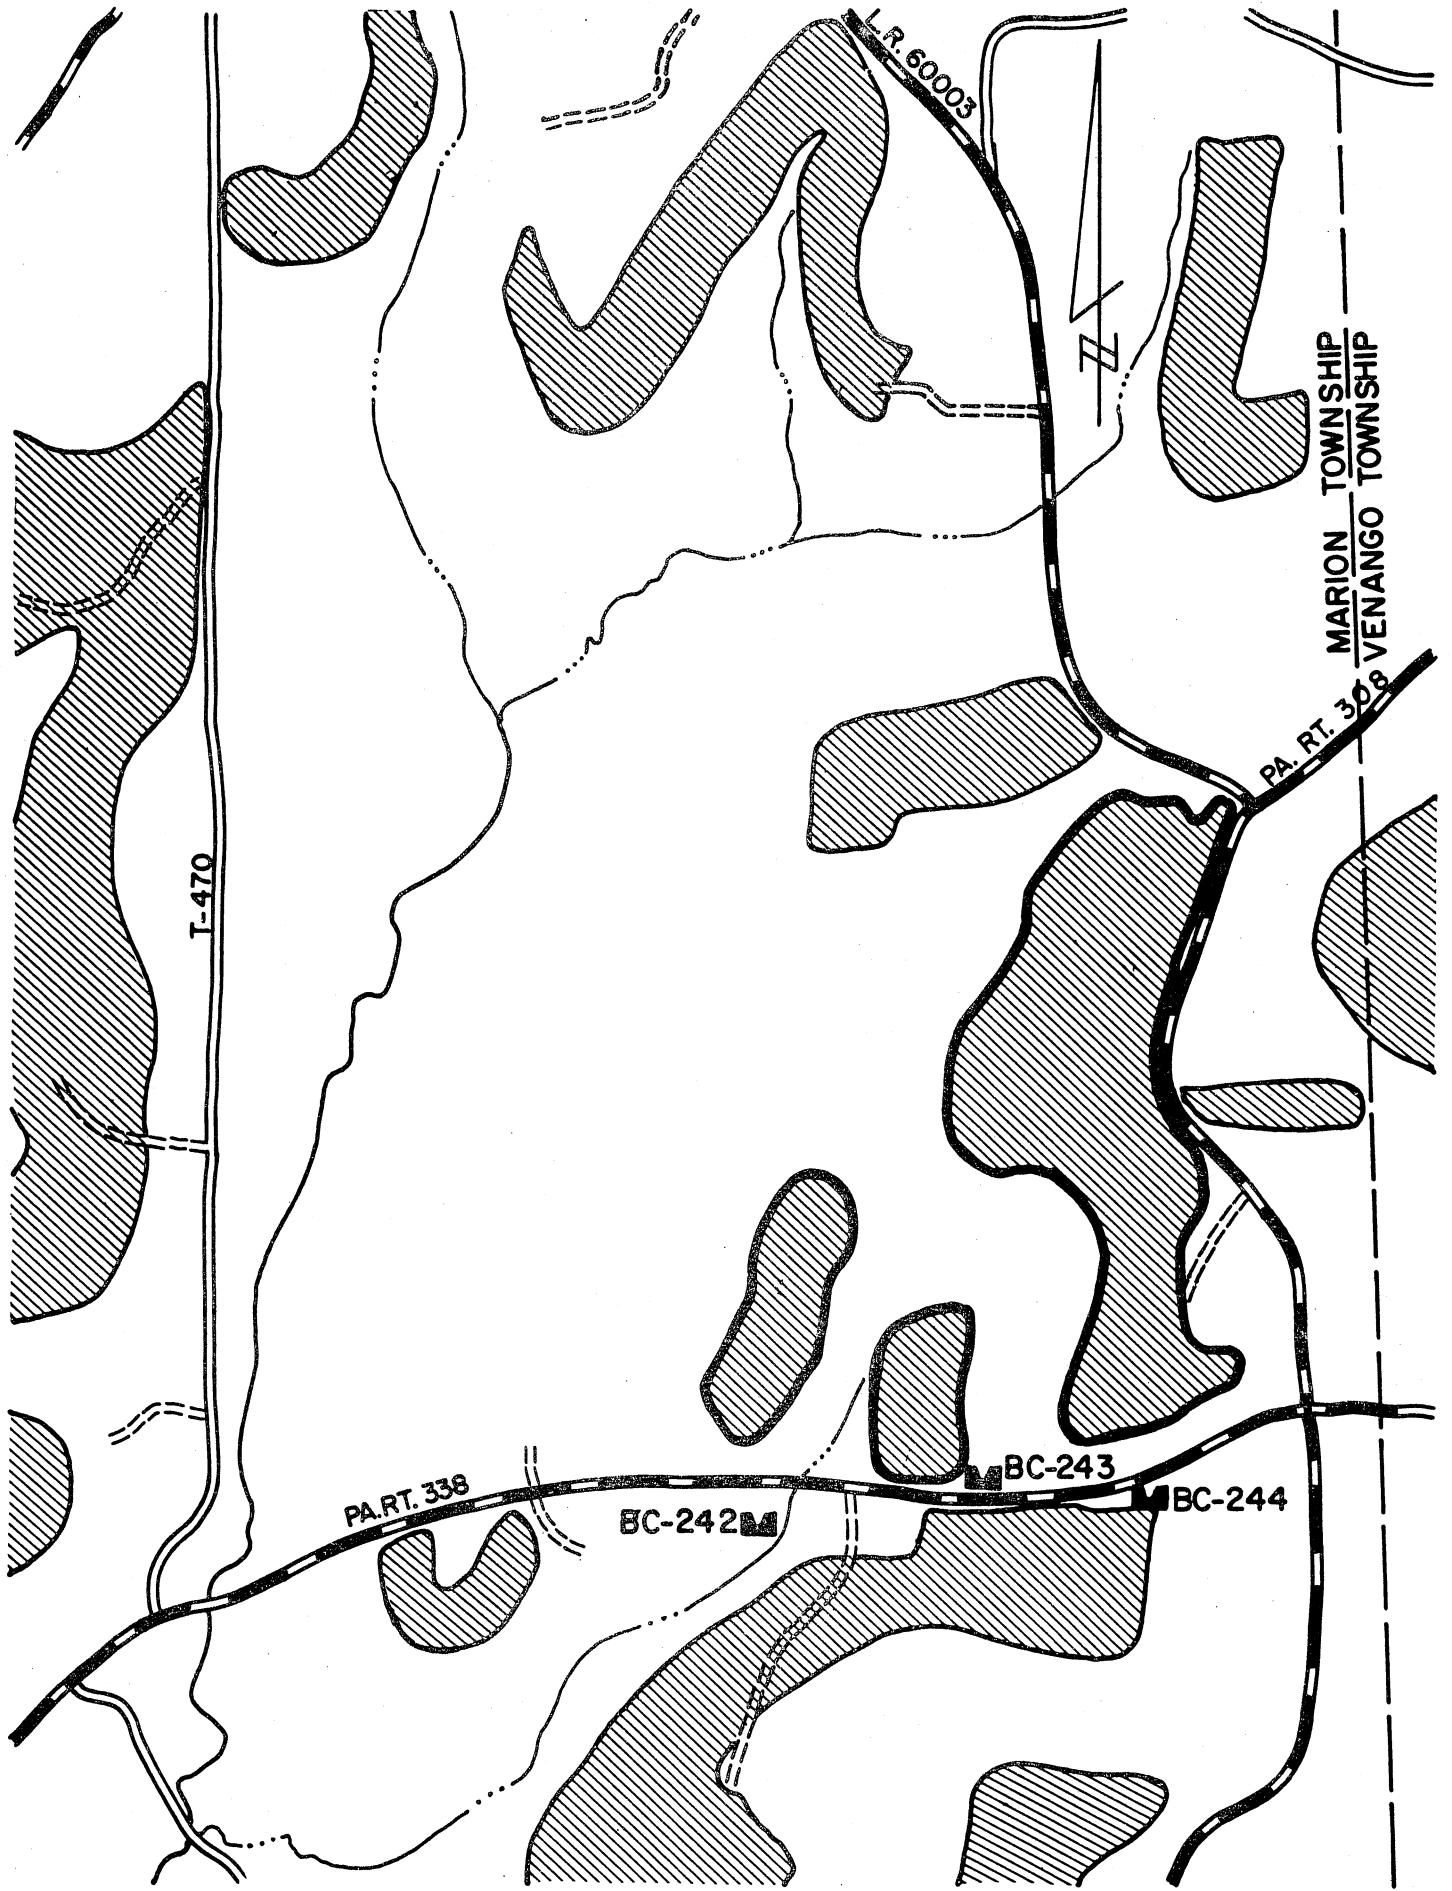 L.R. 60003
N
MARION TOWNSHIP
VENANGO TOWNSHIP
PA. RT. 308
T-470
PA.RT. 338
BC-243
BC-244
BC-242